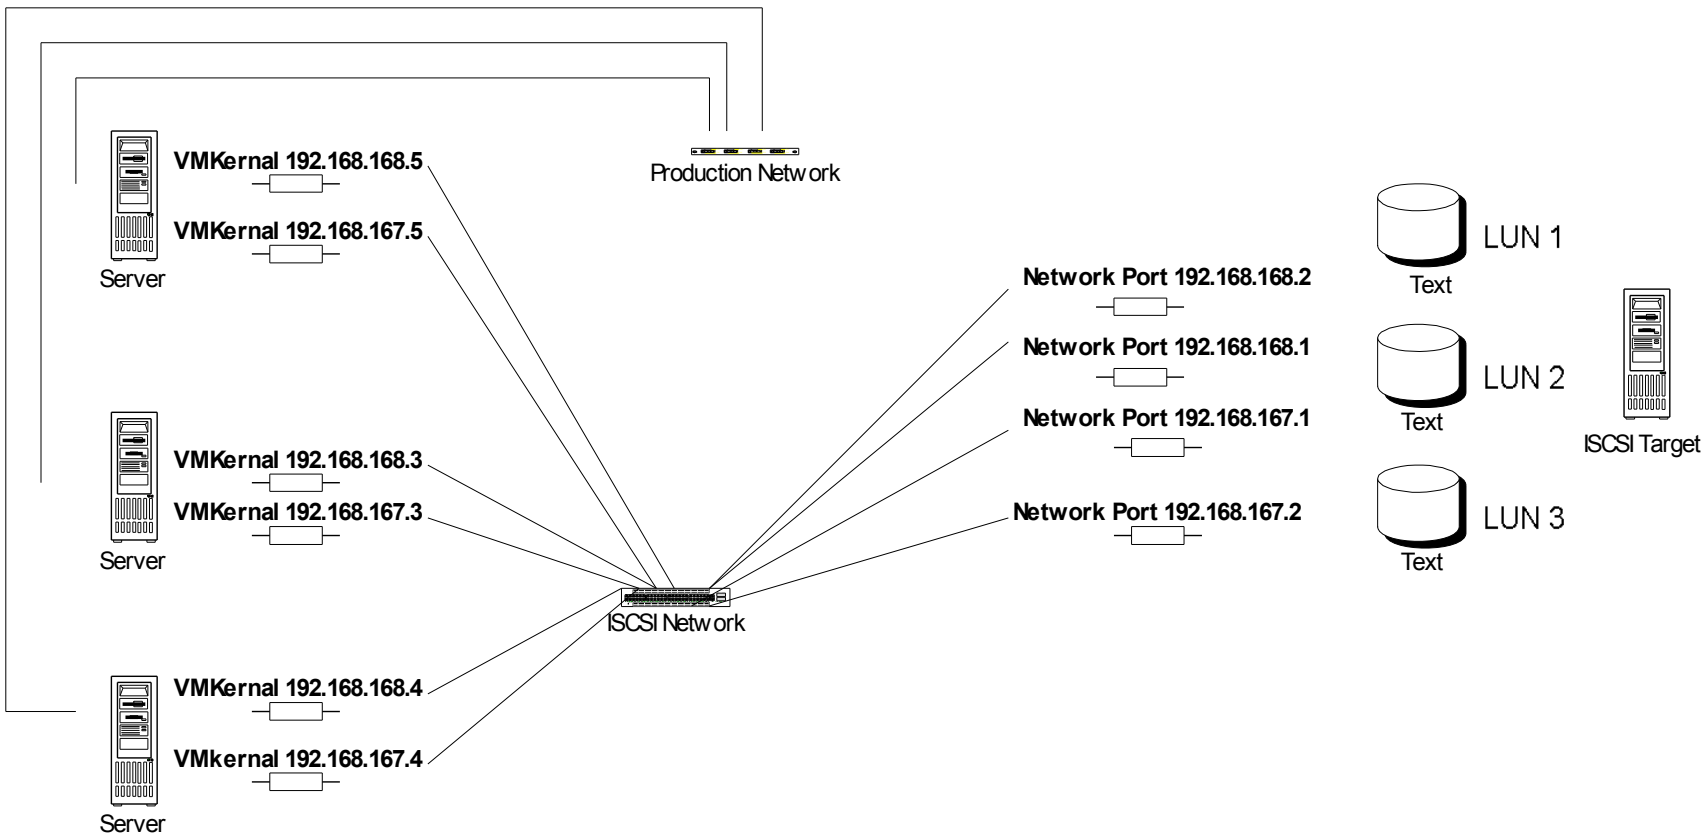 VMKernal 192.168.168.5
Production Network
VMKernal 192.168.167.5
Server
LUN 1
Network Port 192.168.168.2
Text
Network Port 192.168.168.1
LUN 2
Network Port 192.168.167.1
Text
ISCSI Target
VMKernal 192.168.168.3
VMKernal 192.168.167.3
Network Port 192.168.167.2
LUN 3
Server
Text
ISCSI Network
VMKernal 192.168.168.4
VMkernal 192.168.167.4
Server